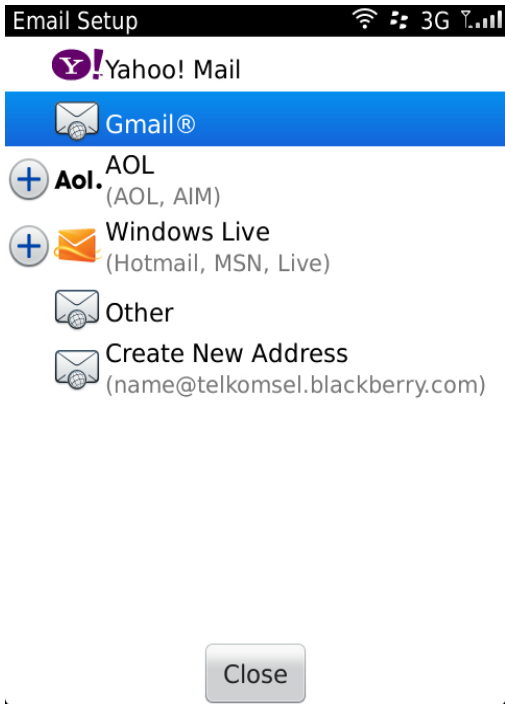 Email Setup 3G
Y! Yahoo! Mail
Gmail®
Aol. AOL
(AOL, AIM)
Windows Live
(Hotmail, MSN, Live)
Other
Create New Address
(name@telkomsel.blackberry.com)
Close